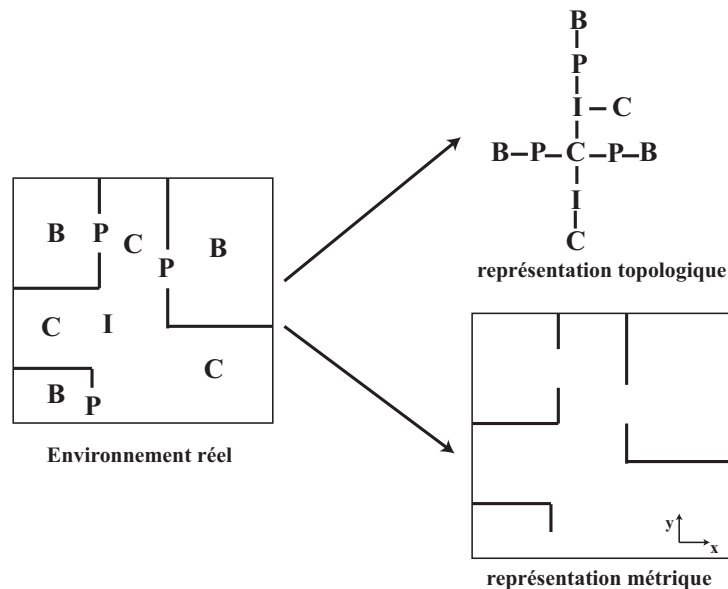 B
P
I C
B P C P B
I
C
représentation topologique
B P C B
P
C I
C
B P
Environnement réel
y
x
représentation métrique